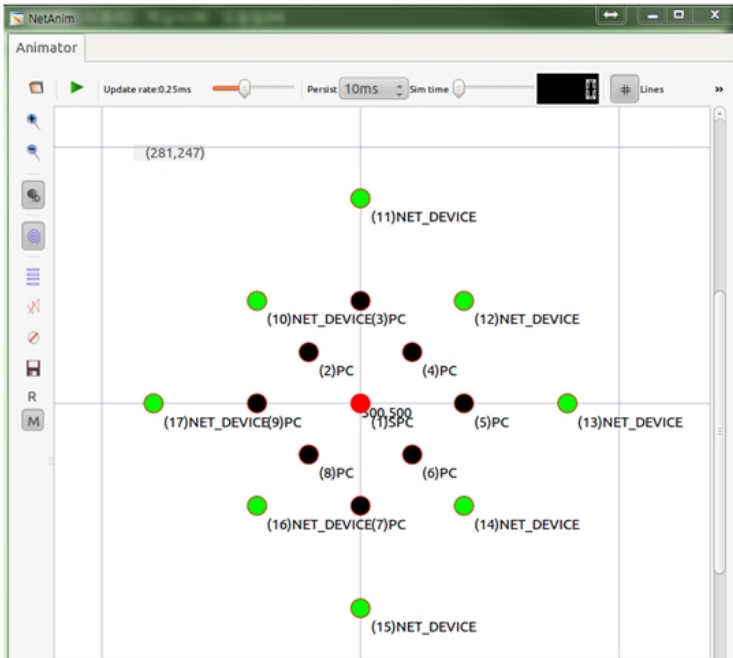 NetAnim
Animator
Update rate:0.25ms
Persist 10ms Sim time
# Lines »
(281,247)
(11)NET_DEVICE
(10)NET_DEVICE (3)PC (12)NET_DEVICE
(2)PC (4)PC
500,500
(17)NET_DEVICE (9)PC (1)SPC (5)PC (13)NET_DEVICE
(8)PC (6)PC
(16)NET_DEVICE (7)PC (14)NET_DEVICE
(15)NET_DEVICE
R
M